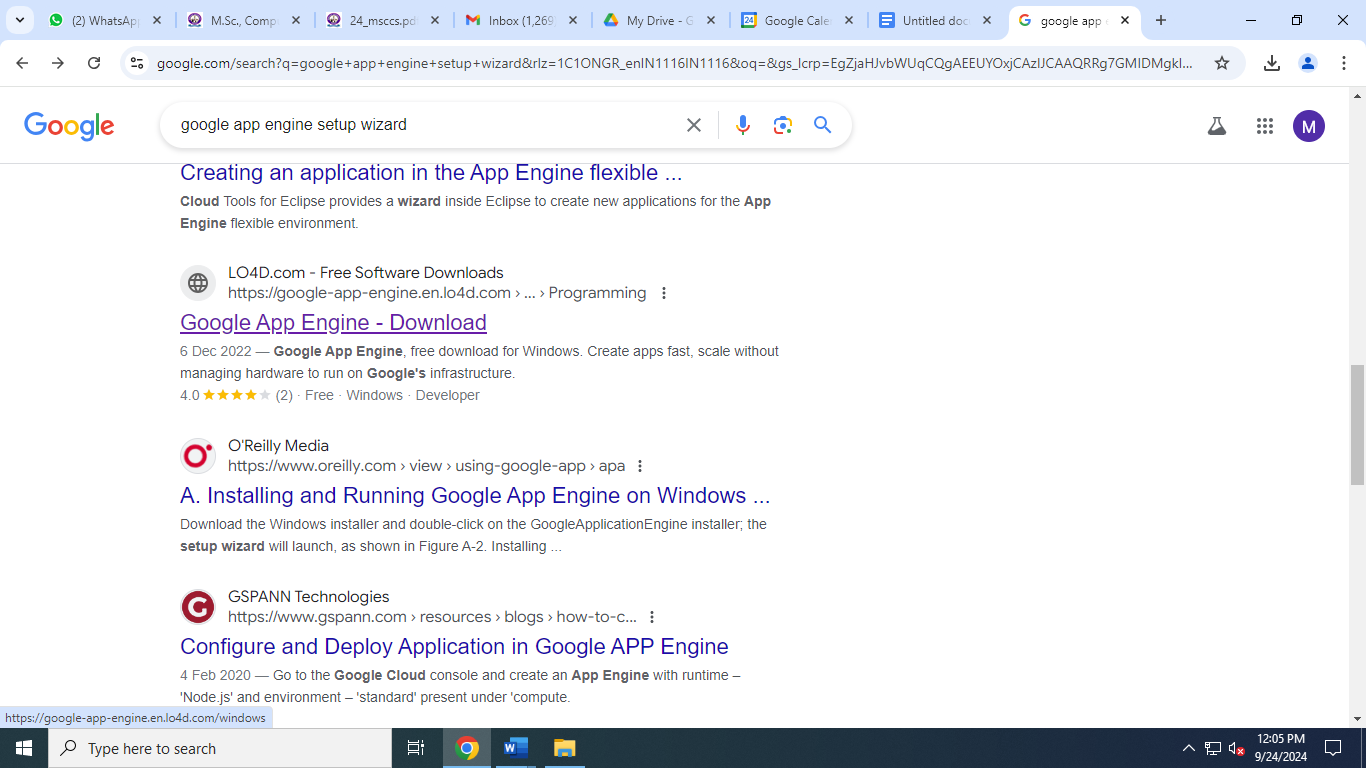 (2) WhatsApp
M.Sc., Comp
24_msccs.pdf
Inbox (1,269)
My Drive - G
Google Cale
Untitled doc
google app e
google.com/search?q=google+app+engine+setup+wizard&rlz=1C1ONGR_enIN1116IN1116&oq=&gs_lcrp=EgZjaHJvbWUqCQgAEEUYOxjCAzIJCAAQRRg7GMIDMgkI...
Google
google app engine setup wizard
M
Creating an application in the App Engine flexible ...
Cloud Tools for Eclipse provides a wizard inside Eclipse to create new applications for the App
Engine flexible environment.
LO4D.com - Free Software Downloads
https://google-app-engine.en.lo4d.com › ... › Programming
Google App Engine - Download
6 Dec 2022 — Google App Engine, free download for Windows. Create apps fast, scale without
managing hardware to run on Google's infrastructure.
4.0 ★★★★★ (2) · Free · Windows · Developer
O'Reilly Media
https://www.oreilly.com › view › using-google-app › apa
A. Installing and Running Google App Engine on Windows ...
Download the Windows installer and double-click on the GoogleApplicationEngine installer; the
setup wizard will launch, as shown in Figure A-2. Installing ...
GSPANN Technologies
https://www.gspann.com › resources › blogs › how-to-c...
Configure and Deploy Application in Google APP Engine
4 Feb 2020 — Go to the Google Cloud console and create an App Engine with runtime –
'Node.js' and environment – 'standard' present under 'compute.
https://google-app-engine.en.lo4d.com/windows
Type here to search
12:05 PM
9/24/2024